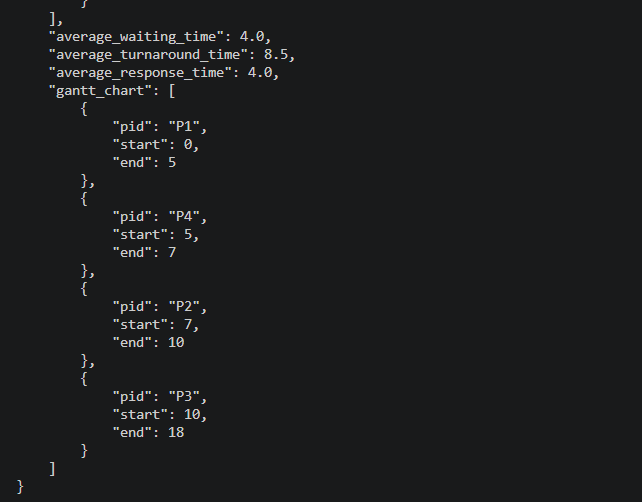 }
],
"average_waiting_time": 4.0,
"average_turnaround_time": 8.5,
"average_response_time": 4.0,
"gantt_chart": [
{
"pid": "P1",
"start": 0,
"end": 5
},
{
"pid": "P4",
"start": 5,
"end": 7
},
{
"pid": "P2",
"start": 7,
"end": 10
},
{
"pid": "P3",
"start": 10,
"end": 18
}
]
}